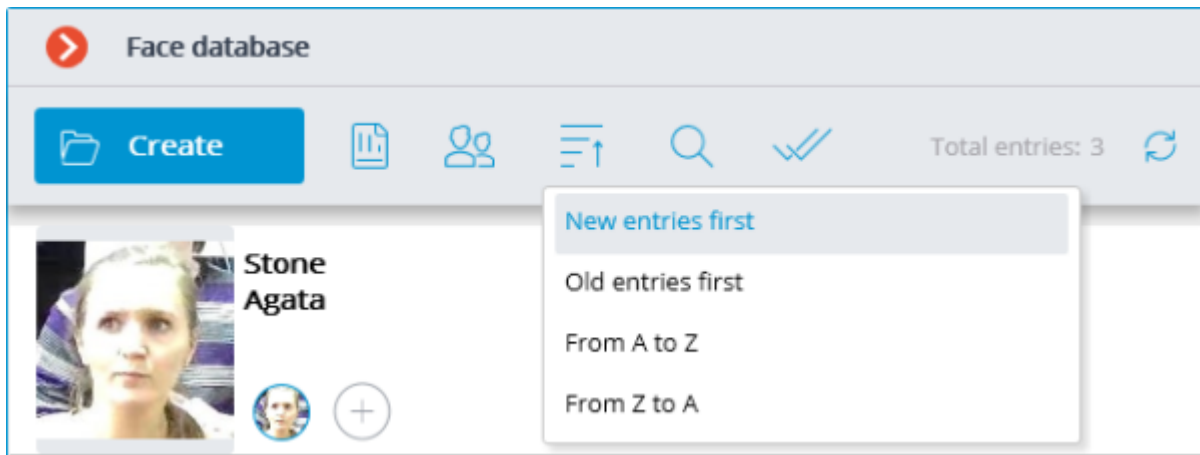 Face database
Create
Total entries: 3
New entries first
Stone
Agata
Old entries first
From A to Z
From Z to A